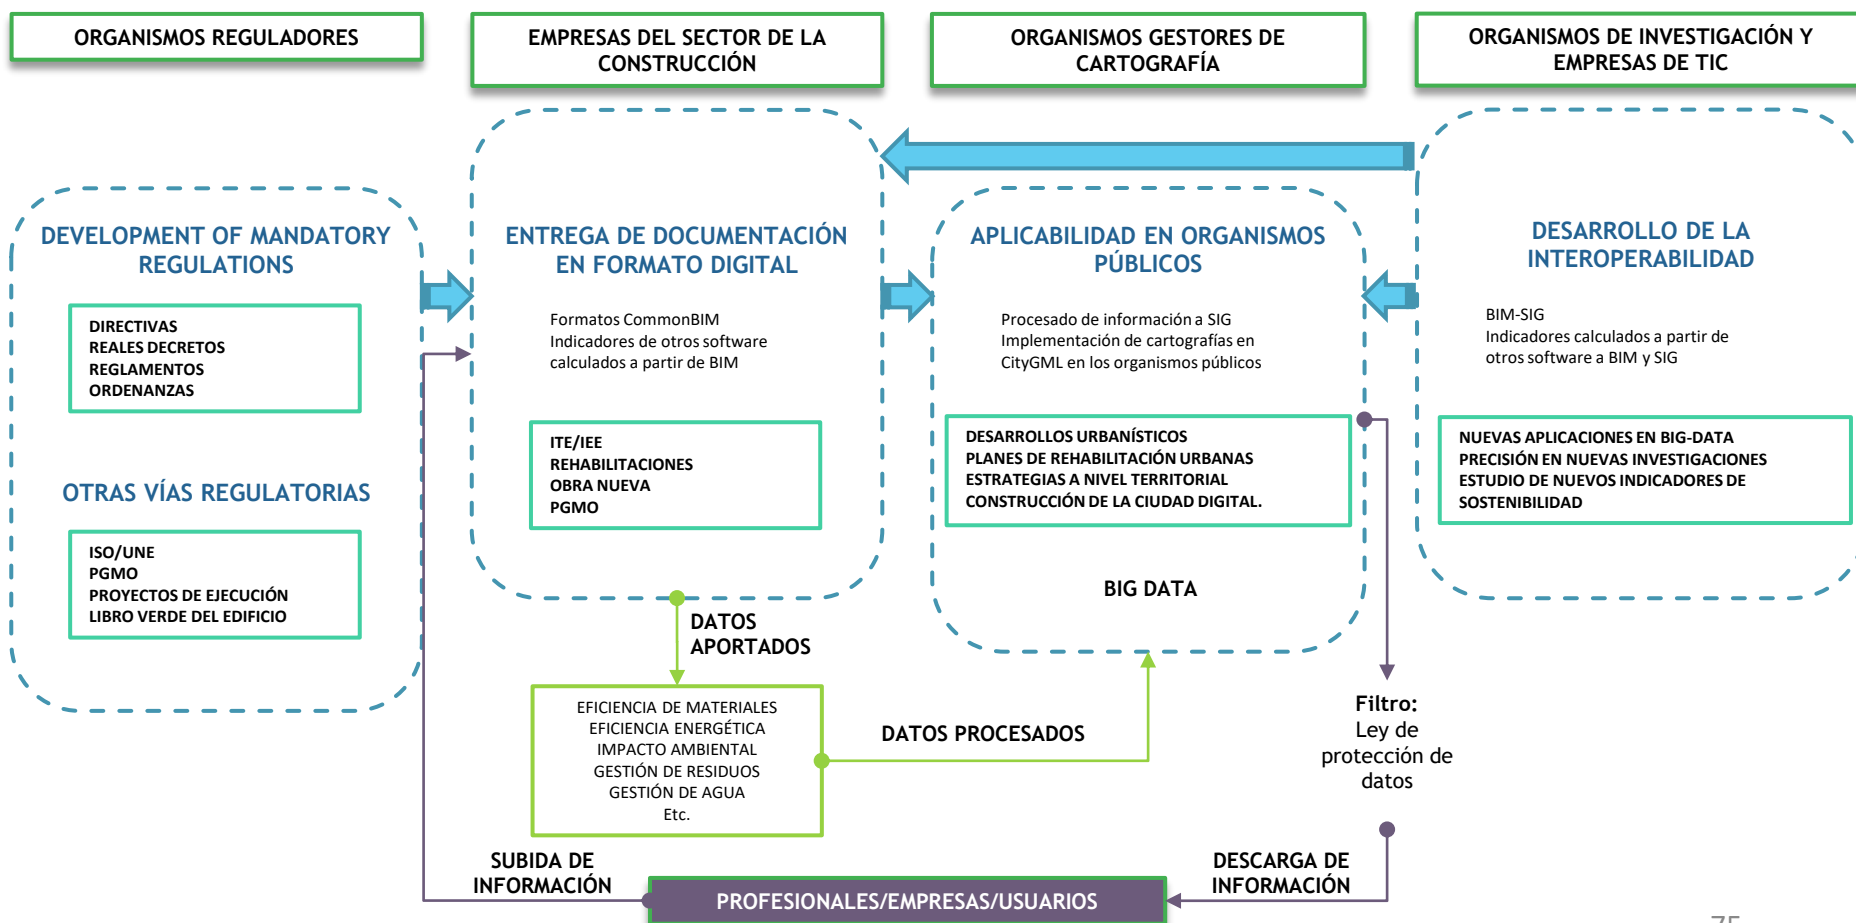 ORGANISMOS REGULADORES
EMPRESAS DEL SECTOR DE LA
CONSTRUCCIÓN
ORGANISMOS GESTORES DE
CARTOGRAFÍA
ORGANISMOS DE INVESTIGACIÓN Y
EMPRESAS DE TIC
DEVELOPMENT OF MANDATORY
REGULATIONS
DIRECTIVAS
REALES DECRETOS
REGLAMENTOS
ORDENANZAS
OTRAS VÍAS REGULATORIAS
ISO/UNE
PGMO
PROYECTOS DE EJECUCIÓN
LIBRO VERDE DEL EDIFICIO
ENTREGA DE DOCUMENTACIÓN
EN FORMATO DIGITAL
Formatos CommonBIM
Indicadores de otros software
calculados a partir de BIM
ITE/IEE
REHABILITACIONES
OBRA NUEVA
PGMO
APLICABILIDAD EN ORGANISMOS
PÚBLICOS
Procesado de información a SIG
Implementación de cartografías en
CityGML en los organismos públicos
DESARROLLOS URBANÍSTICOS
PLANES DE REHABILITACIÓN URBANAS
ESTRATEGIAS A NIVEL TERRITORIAL
CONSTRUCCIÓN DE LA CIUDAD DIGITAL.
BIG DATA
DESARROLLO DE LA
INTEROPERABILIDAD
BIM-SIG
Indicadores calculados a partir de
otros software a BIM y SIG
NUEVAS APLICACIONES EN BIG-DATA
PRECISIÓN EN NUEVAS INVESTIGACIONES
ESTUDIO DE NUEVOS INDICADORES DE
SOSTENIBILIDAD
DATOS
APORTADOS
EFICIENCIA DE MATERIALES
EFICIENCIA ENERGÉTICA
IMPACTO AMBIENTAL
GESTIÓN DE RESIDUOS
GESTIÓN DE AGUA
Etc.
DATOS PROCESADOS
Filtro:
Ley de
protección de
datos
SUBIDA DE
INFORMACIÓN
DESCARGA DE
INFORMACIÓN
PROFESIONALES/EMPRESAS/USUARIOS
75